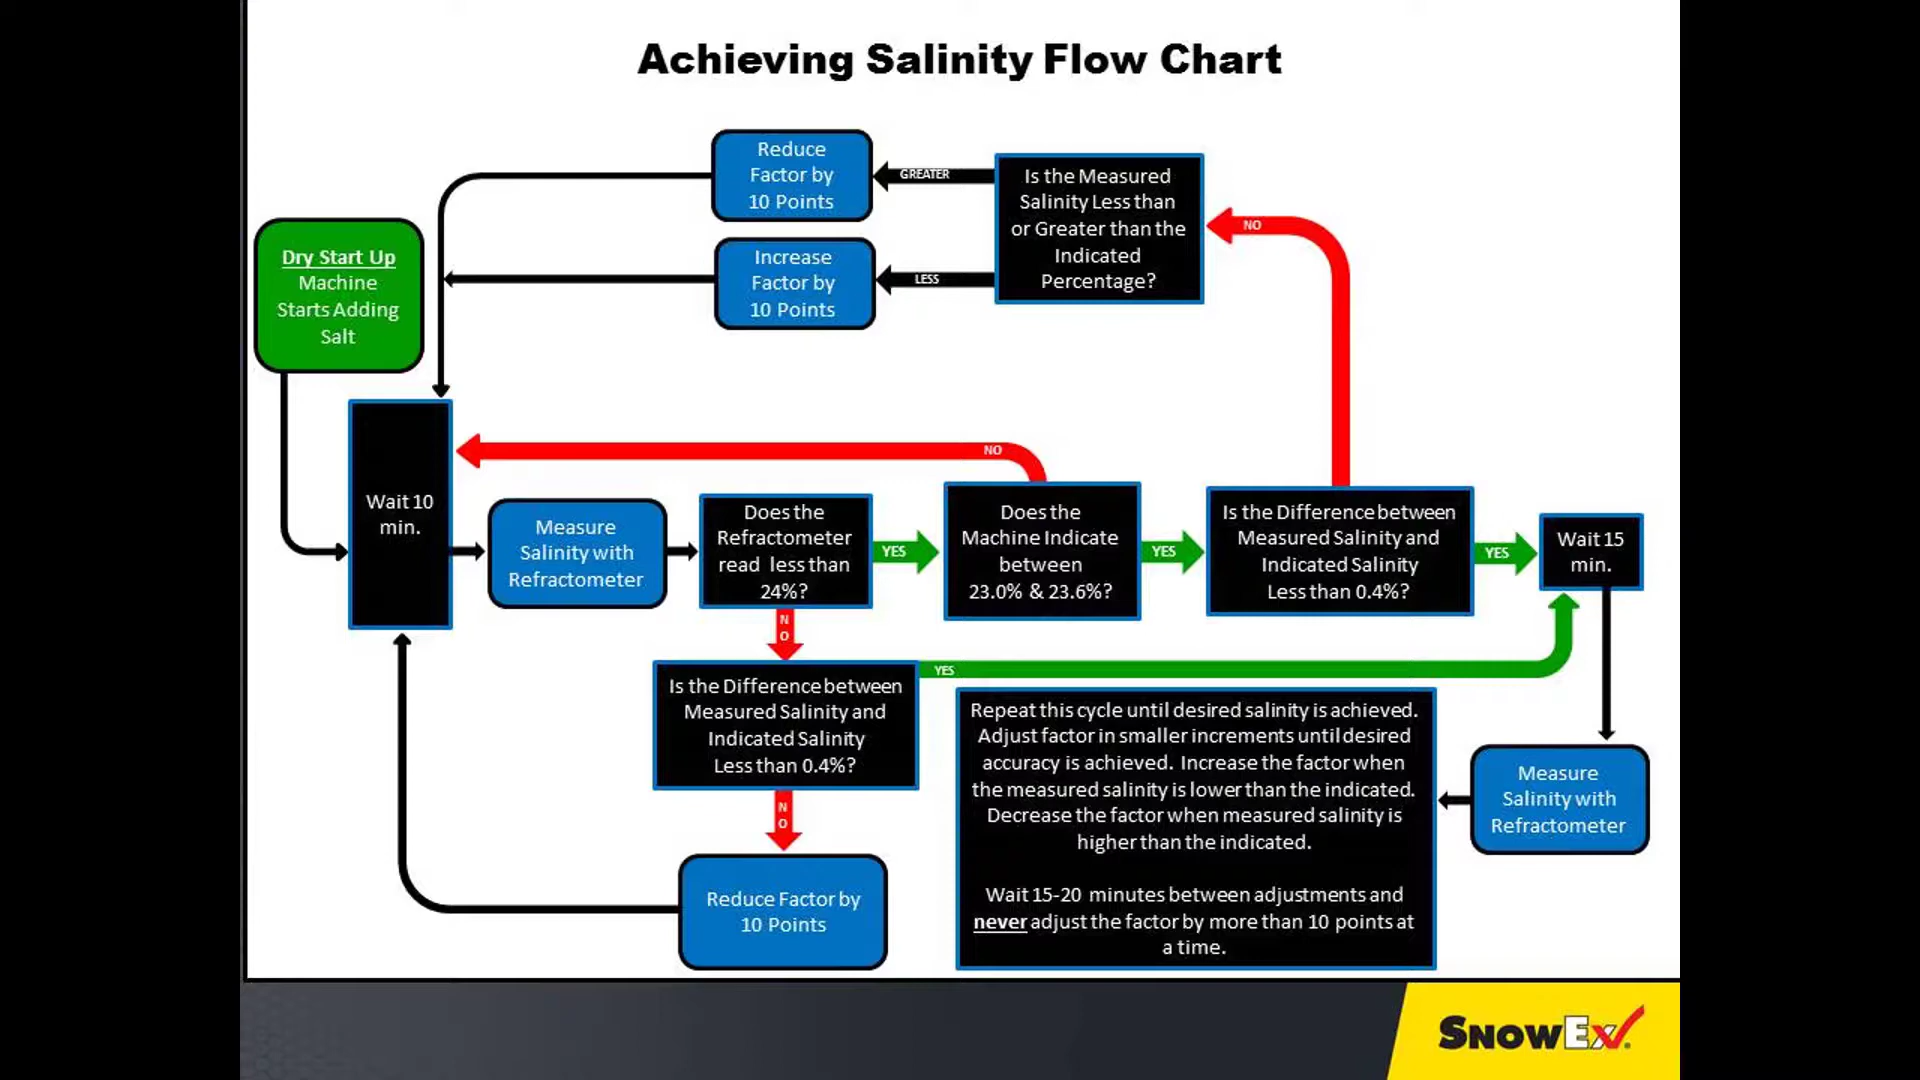 Achieving Salinity Flow Chart
Reduce
Factor by
10 Points
GREATER
Is the Measured
Salinity Less than
or Greater than the
Indicated
Percentage?
NO
Increase
Factor by
10 Points
LESS
Dry Start Up
Machine
Starts Adding
Salt
Wait 10
min.
NO
Measure
Salinity with
Refractometer
Does the
Refractometer
read less than
24%?
YES
Does the
Machine Indicate
between
23.0% & 23.6%?
YES
Is the Difference between
Measured Salinity and
Indicated Salinity
Less than 0.4%?
YES
Wait 15
min.
N
O
Is the Difference between
Measured Salinity and
Indicated Salinity
Less than 0.4%?
YES
N
O
Reduce Factor by
10 Points
Repeat this cycle until desired salinity is achieved.
Adjust factor in smaller increments until desired
accuracy is achieved. Increase the factor when
the measured salinity is lower than the indicated.
Decrease the factor when measured salinity is
higher than the indicated.
Wait 15-20 minutes between adjustments and
never adjust the factor by more than 10 points at
a time.
Measure
Salinity with
Refractometer
SNOWEX